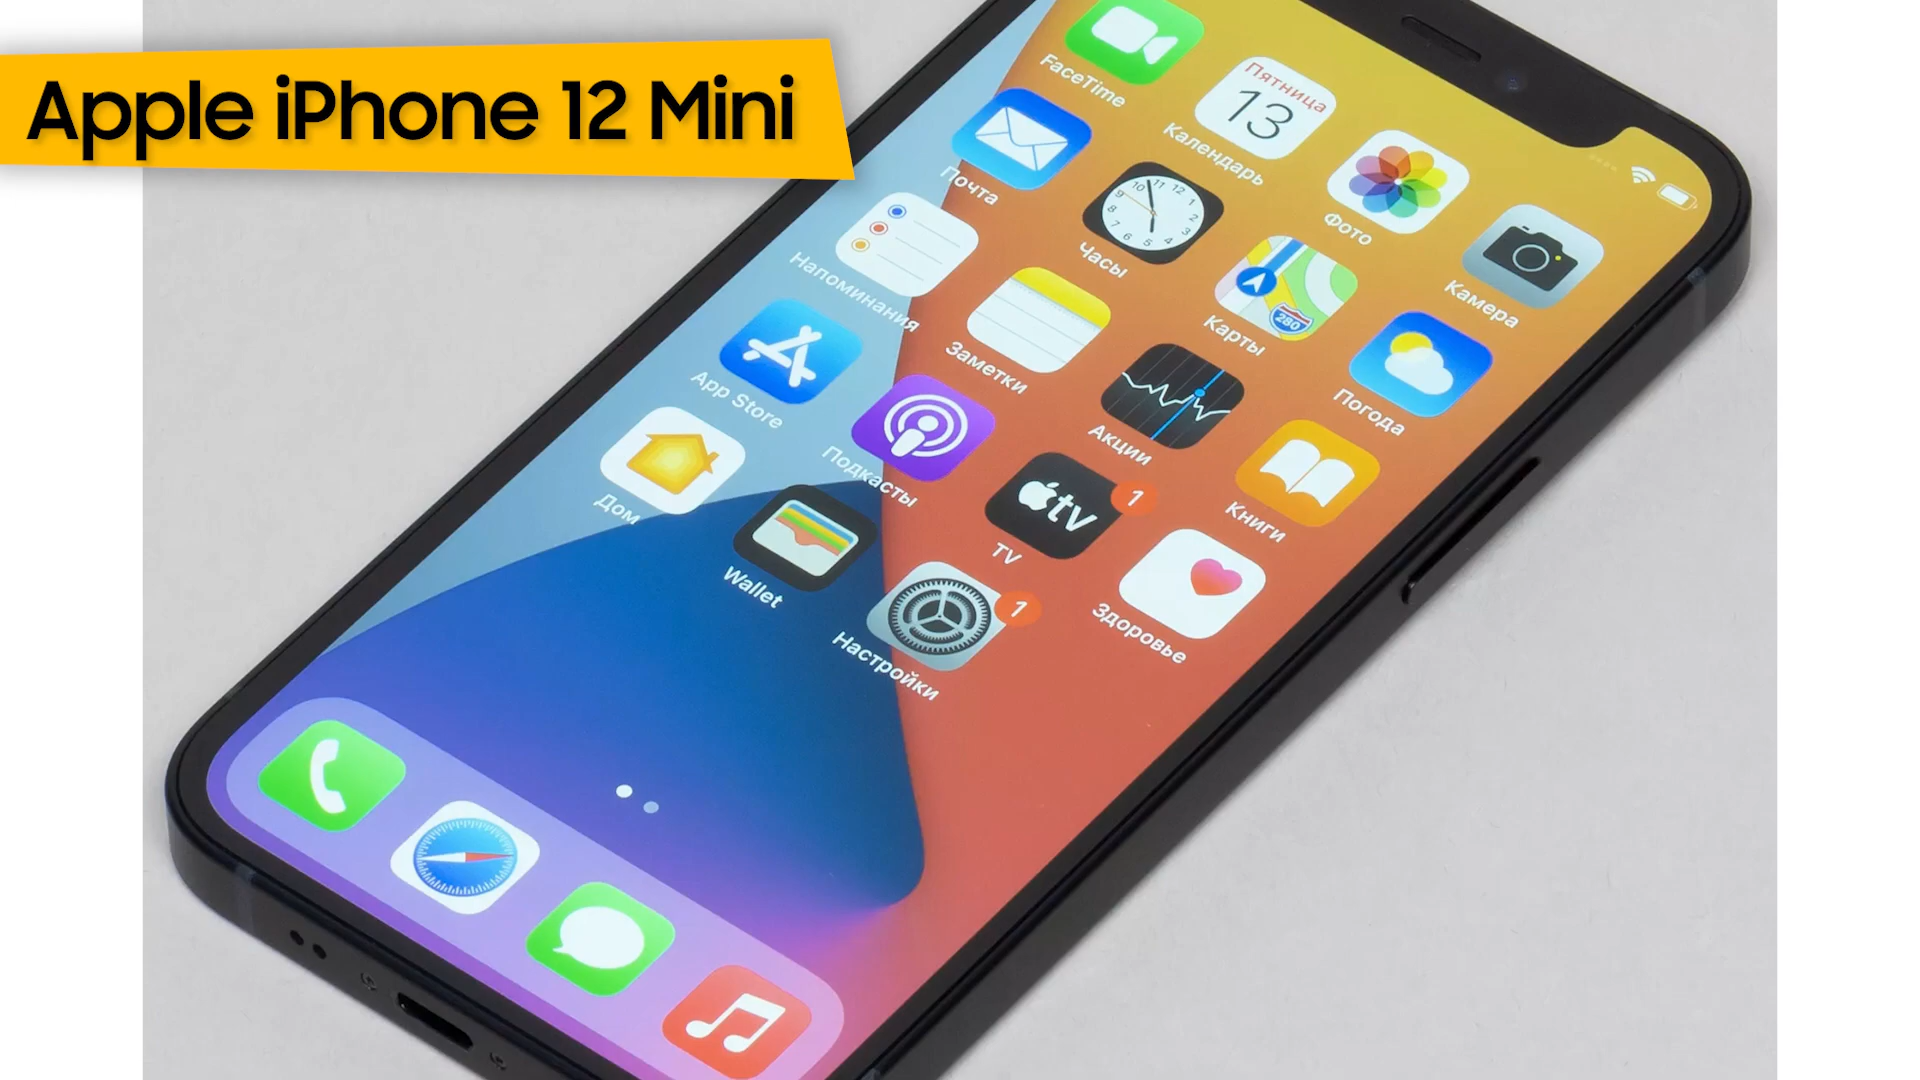 Apple iPhone 12 Mini
FaceTime
Пятница
13
Календарь
Фото
Камера
Почта
Часы
Карты
Погода
Напоминания
Заметки
Акции
Книги
App Store
Подкасты
tv
1
TV
Здоровье
Дом
Wallet
1
Настройки
280